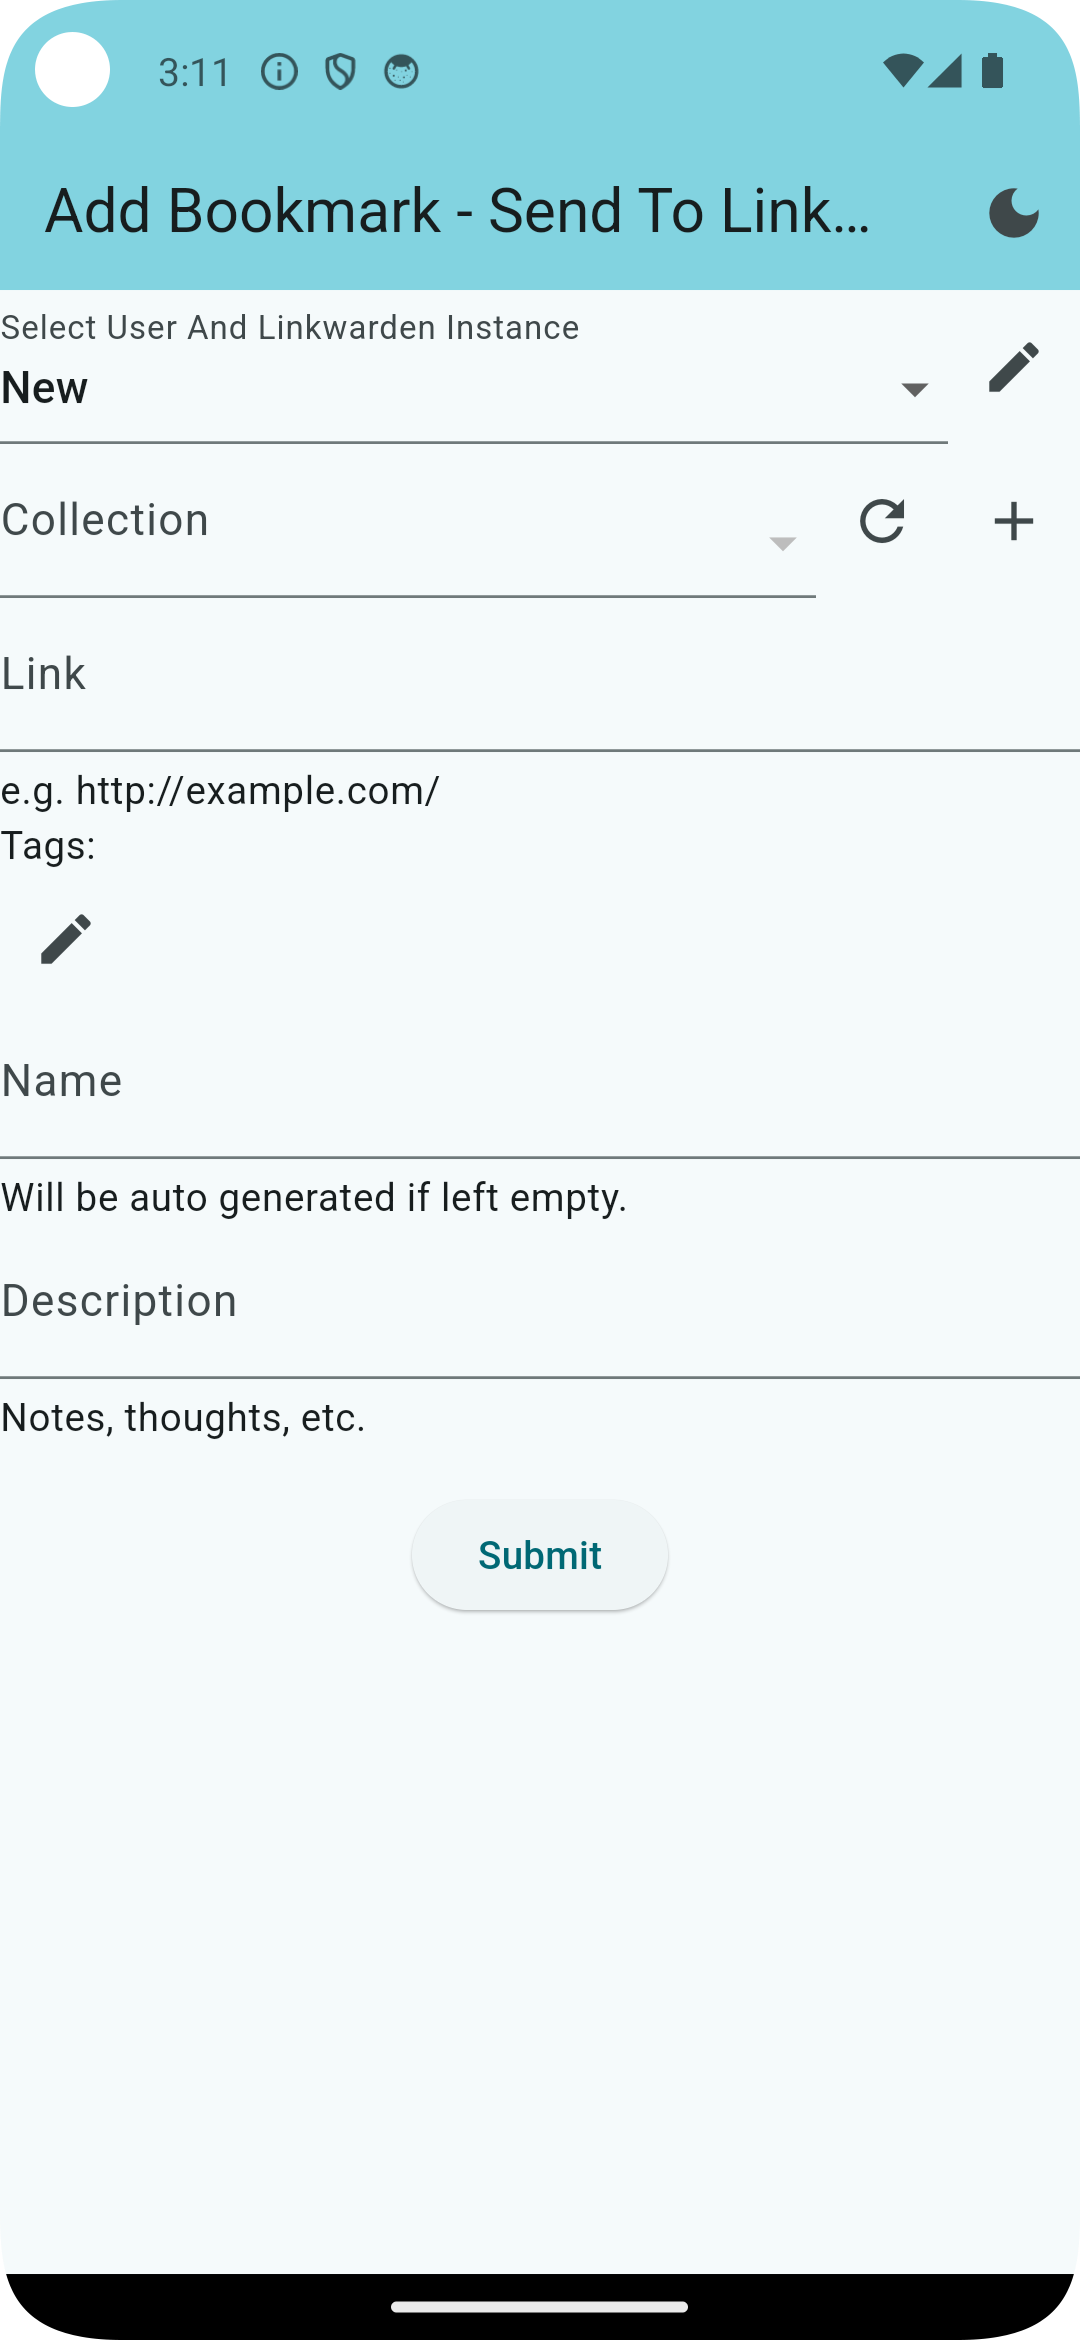 3:11
Add Bookmark - Send To Link...
Select User And Linkwarden Instance
New
Collection
Link
e.g. http://example.com/
Tags:
Name
Will be auto generated if left empty.
Description
Notes, thoughts, etc.
Submit